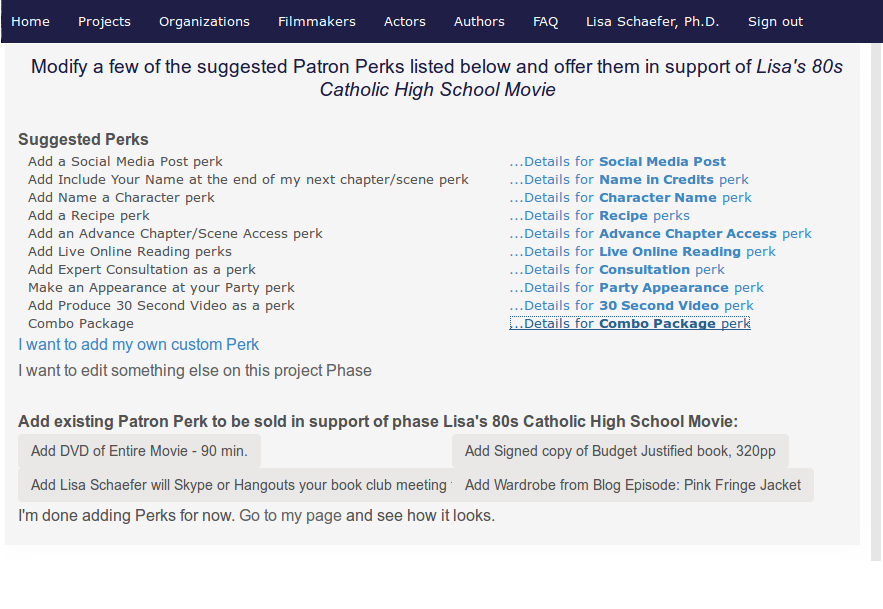 Home Projects Organizations Filmmakers Actors Authors FAQ Lisa Schaefer, Ph.D. Sign out
Modify a few of the suggested Patron Perks listed below and offer them in support of Lisa's 80s
Catholic High School Movie
Suggested Perks
Add a Social Media Post perk ...Details for Social Media Post
Add Include Your Name at the end of my next chapter/scene perk ...Details for Name in Credits perk
Add Name a Character perk ...Details for Character Name perk
Add a Recipe perk ...Details for Recipe perks
Add an Advance Chapter/Scene Access perk ...Details for Advance Chapter Access perk
Add Live Online Reading perks ...Details for Live Online Reading perk
Add Expert Consultation as a perk ...Details for Consultation perk
Make an Appearance at your Party perk ...Details for Party Appearance perk
Add Produce 30 Second Video as a perk ...Details for 30 Second Video perk
Combo Package ...Details for Combo Package perk
I want to add my own custom Perk
I want to edit something else on this project Phase
Add existing Patron Perk to be sold in support of phase Lisa's 80s Catholic High School Movie:
Add DVD of Entire Movie - 90 min. Add Signed copy of Budget Justified book, 320pp
Add Lisa Schaefer will Skype or Hangouts your book club meeting Add Wardrobe from Blog Episode: Pink Fringe Jacket
I'm done adding Perks for now. Go to my page and see how it looks.